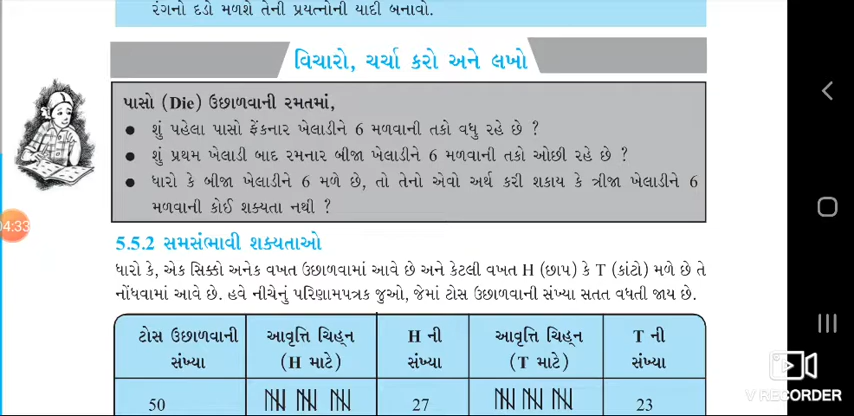 રંગનો દડો મળશે તેની પ્રયત્નોની યાદી બનાવો.
વિચારો, ચર્ચા કરો અને લખો
પાસો (Die) ઉછાળવાની રમતમાં,
● શું પહેલા પાસો ફેંકનાર ખેલાડીને 6 મળવાની તકો વધુ રહે છે ?
● શું પ્રથમ ખેલાડી બાદ રમનાર બીજા ખેલાડીને 6 મળવાની તકો ઓછી રહે છે ?
● ધારો કે બીજા ખેલાડીને 6 મળે છે, તો તેનો એવો અર્થ કરી શકાય કે ત્રીજા ખેલાડીને 6
મળવાની કોઈ શક્યતા નથી ?
04:33
5.5.2 સમસંભાવી શક્યતાઓ
ધારો કે, એક સિક્કો અનેક વખત ઉછાળવામાં આવે છે અને કેટલી વખત H (છાપ) કે T (કાંટો) મળે છે તે
નોંધવામાં આવે છે. હવે નીચેનું પરિણામપત્રક જુઓ, જેમાં ટોસ ઉછાળવાની સંખ્યા સતત વધતી જાય છે.
ટોસ ઉછાળવાની આવૃત્તિ ચિહ્ન H ની આવૃત્તિ ચિહ્ન T ની
સંખ્યા (H માટે) સંખ્યા (T માટે) સંખ્યા
50 27 23
V RECORDER